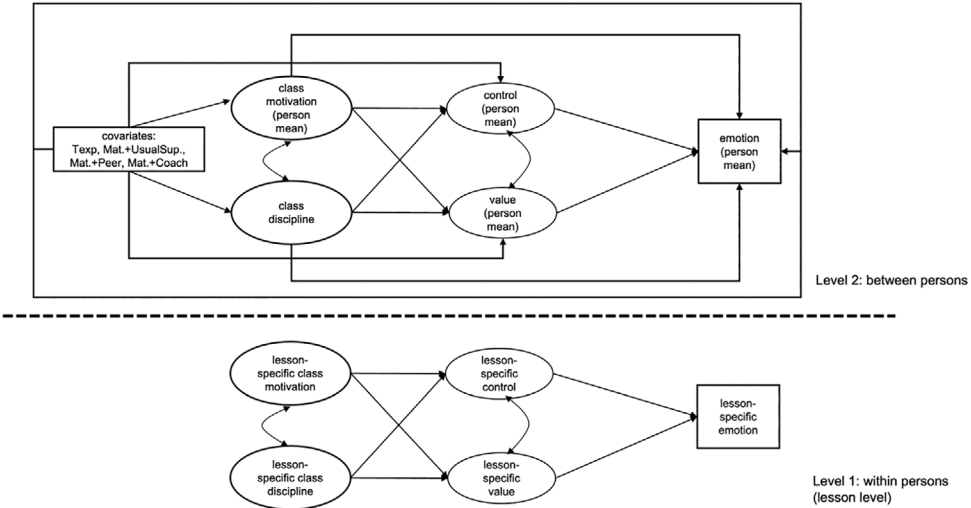 class
motivation
(person
mean)
control
(person
mean)
covariates:
Texp, Mat.+UsualSup.,
Mat.+Peer, Mat.+Coach
emotion
(person
mean)
class
discipline
value
(person
mean)
Level 2: between persons
lesson-
specific class
motivation
lesson-
specific
control
lesson-
specific
emotion
lesson-
specific class
discipline
lesson-
specific
value
Level 1: within persons
(lesson level)